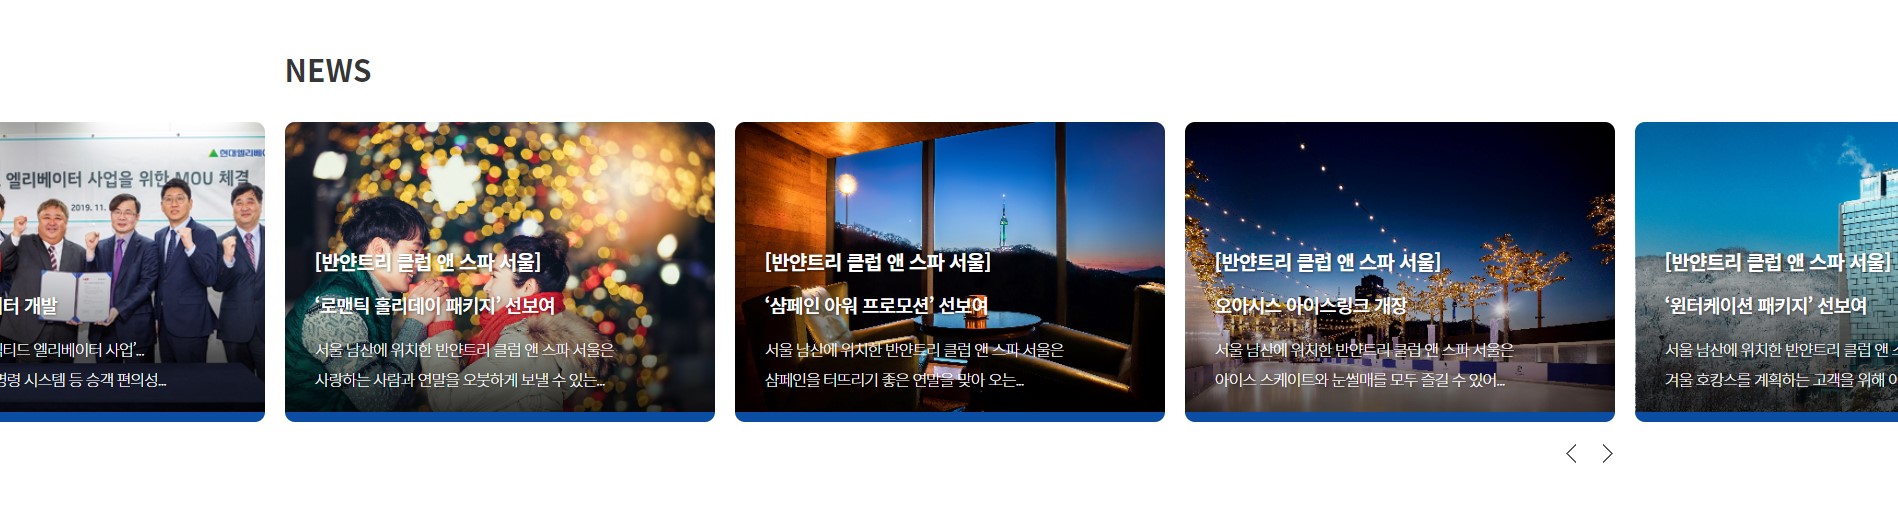 NEWS
현대엘리베이
엘리베이터 사업을 위한 MOU 체결
2019. 11.
터 개발
티드 엘리베이터 사업’...
명령 시스템 등 승객 편의성...
[반얀트리 클럽 앤 스파 서울]
‘로맨틱 홀리데이 패키지’ 선보여
서울 남산에 위치한 반얀트리 클럽 앤 스파 서울은
사랑하는 사람과 연말을 오붓하게 보낼 수 있는...
[반얀트리 클럽 앤 스파 서울]
‘샴페인 아워 프로모션’ 선보여
서울 남산에 위치한 반얀트리 클럽 앤 스파 서울은
샴페인을 터뜨리기 좋은 연말을 맞아 오는...
[반얀트리 클럽 앤 스파 서울]
오아시스 아이스링크 개장
서울 남산에 위치한 반얀트리 클럽 앤 스파 서울은
아이스 스케이트와 눈썰매를 모두 즐길 수 있어...
[반얀트리 클럽 앤 스파 서울]
‘윈터케이션 패키지’ 선보여
서울 남산에 위치한 반얀트리 클럽 앤
겨울 호캉스를 계획하는 고객을 위해